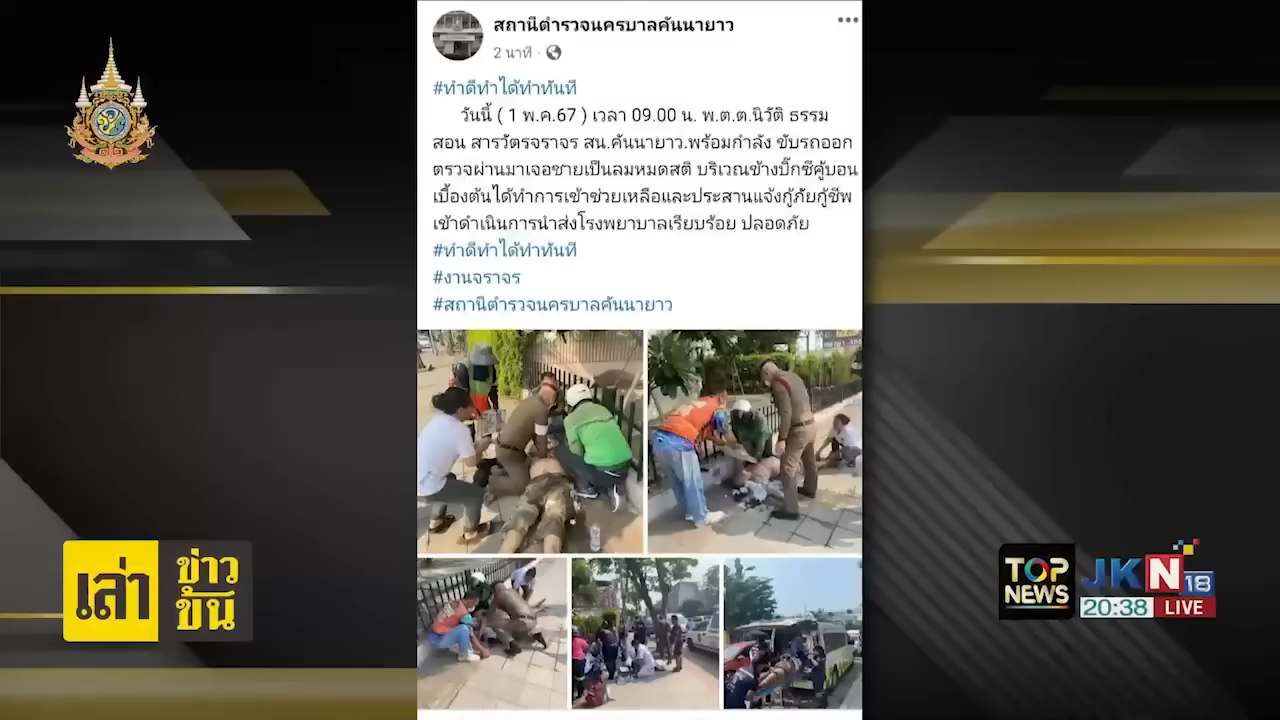 สถานีตำรวจนครบาลคันนายาว
2 นาที ·
#ทำดีทำได้ทำทันที
วันนี้ ( 1 พ.ค.67 ) เวลา 09.00 น. พ.ต.ต.นิวัติ ธรรม
สอน สารวัตรจราจร สน.คันนายาว.พร้อมกำลัง ขับรถออก
ตรวจผ่านมาเจอชายเป็นลมหมดสติ บริเวณข้างบิ๊กซีคู้บอน
เบื้องต้นได้ทำการเข้าช่วยเหลือและประสานแจ้งกู้ภัยกู้ชีพ
เข้าดำเนินการนำส่งโรงพยาบาลเรียบร้อย ปลอดภัย
#ทำดีทำได้ทำทันที
#งานจราจร
#สถานีตำรวจนครบาลคันนายาว
เล่า
ข่าว
ข้น
TOP
NEWS
JKN
18
20:38 LIVE